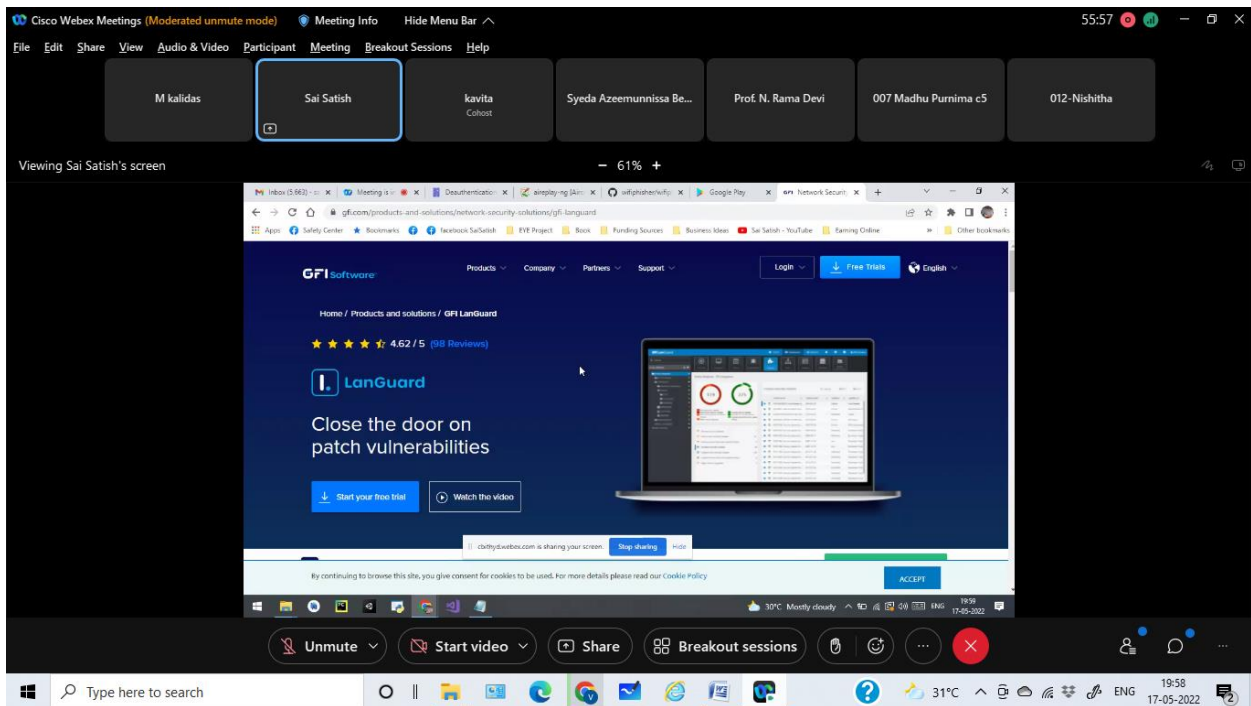 Cisco Webex Meetings (Moderated unmute mode) Meeting Info Hide Menu Bar 55:57
File Edit Share View Audio & Video Participant Meeting Breakout Sessions Help
M kalidas
Sai Satish
kavita
Cohost
Syeda Azeemunnissa Be...
Prof. N. Rama Devi
007 Madhu Purnima c5
012-Nishitha
Viewing Sai Satish's screen
− 61% +
Inbox (5,663) Meeting is Deauthentication aireplay-ng [Airc wifiphisher/wifip Google Play Network Securit
gfi.com/products-and-solutions/network-security-solutions/gfi-languard
Apps Safety Center Bookmarks facebook SaiSatish EYE Project Book Funding Sources Business Ideas Sai Satish - YouTube Earning Online » Other bookmarks
GFI Software Products Company Partners Support Login Free Trials English
Home / Products and solutions / GFI LanGuard
4.62 / 5 (98 Reviews)
LanGuard
Close the door on
patch vulnerabilities
Start your free trial Watch the video
is sharing your screen. Stop sharing Hide
By continuing to browse this site, you give consent for cookies to be used. For more details please read our Cookie Policy
ACCEPT
30°C Mostly cloudy ENG 19:59
17-05-2022
Unmute Start video Share Breakout sessions
Type here to search
31°C ENG 19:58
17-05-2022
2